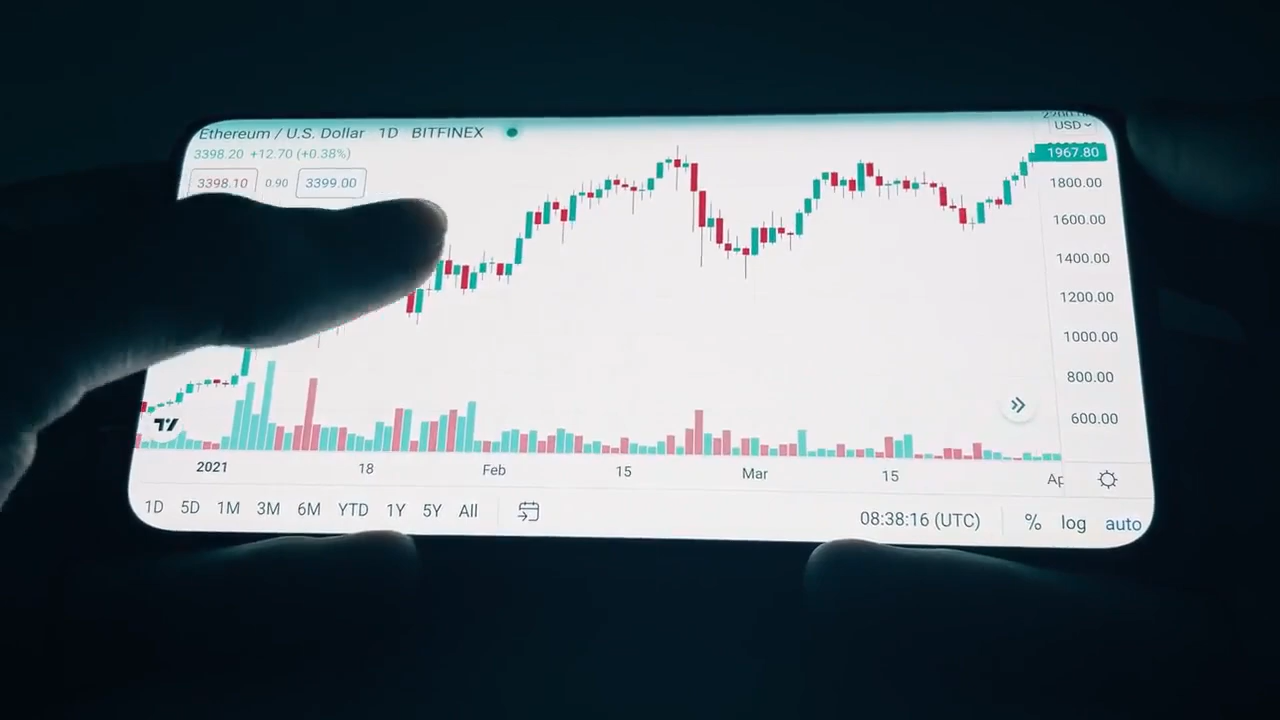 Ethereum / U.S. Dollar 1D BITFINEX
USD
3398.20 +12.70 (+0.38%)
1967.80
3398.10 0.90 3399.00
1800.00
1600.00
1400.00
1200.00
1000.00
800.00
600.00
2021 18 Feb 15 Mar 15 Ap
1D 5D 1M 3M 6M YTD 1Y 5Y All
08:38:16 (UTC) % log auto